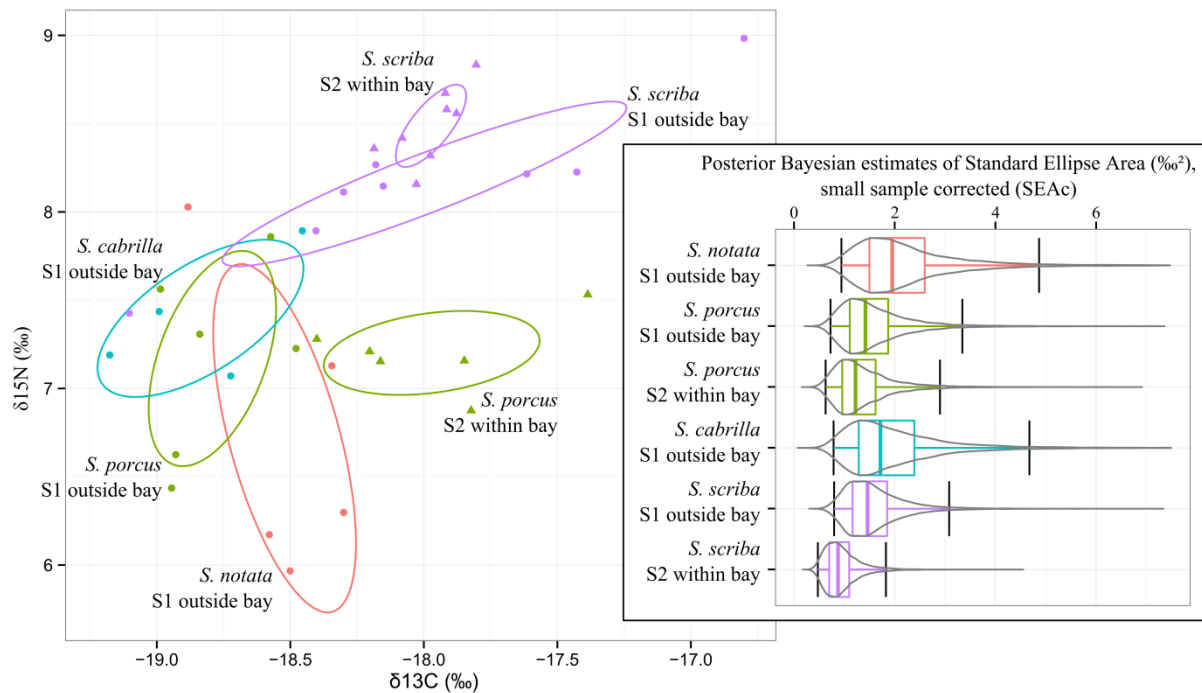 9
8
7
6
δ15N (‰)
−19.0
−18.5
−18.0
−17.5
−17.0
δ13C (‰)
S. scriba
S2 within bay
S. scriba
S1 outside bay
S. cabrilla
S1 outside bay
S. porcus
S2 within bay
S. porcus
S1 outside bay
S. notata
S1 outside bay
Posterior Bayesian estimates of Standard Ellipse Area (‰²),
small sample corrected (SEAc)
0
2
4
6
S. notata
S1 outside bay
S. porcus
S1 outside bay
S. porcus
S2 within bay
S. cabrilla
S1 outside bay
S. scriba
S1 outside bay
S. scriba
S2 within bay